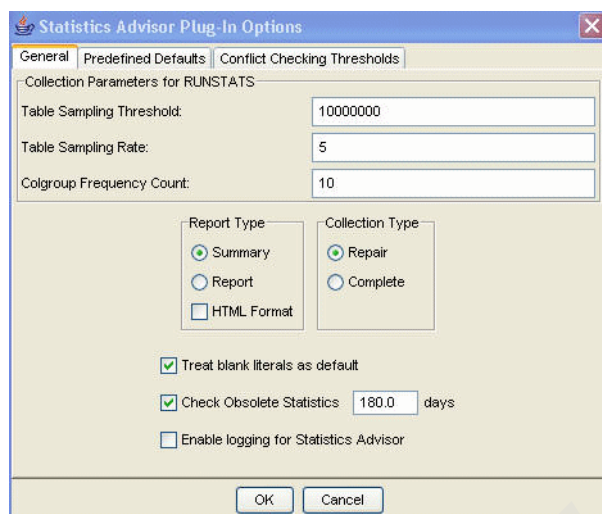 Statistics Advisor Plug-In Options
General Predefined Defaults Conflict Checking Thresholds
Collection Parameters for RUNSTATS
Table Sampling Threshold: 10000000
Table Sampling Rate: 5
Colgroup Frequency Count: 10
Report Type Collection Type
Summary Repair
Report Complete
HTML Format
Treat blank literals as default
Check Obsolete Statistics 180.0 days
Enable logging for Statistics Advisor
OK Cancel